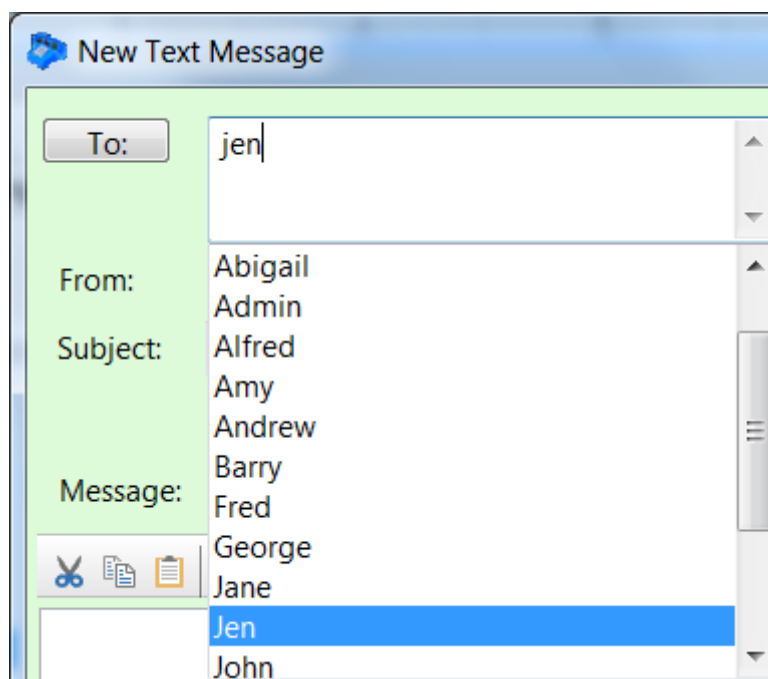 New Text Message
To:
jen
From:
Subject:
Message:
Abigail
Admin
Alfred
Amy
Andrew
Barry
Fred
George
Jane
Jen
John